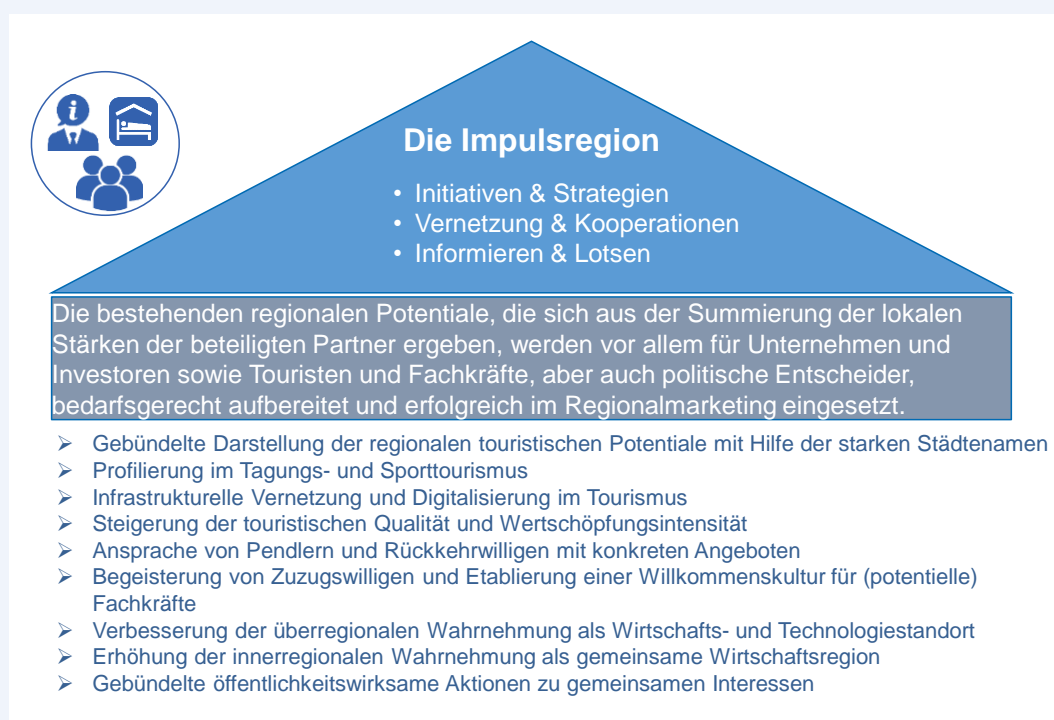 i
Die Impulsregion
• Initiativen & Strategien
• Vernetzung & Kooperationen
• Informieren & Lotsen
Die bestehenden regionalen Potentiale, die sich aus der Summierung der lokalen
Stärken der beteiligten Partner ergeben, werden vor allem für Unternehmen und
Investoren sowie Touristen und Fachkräfte, aber auch politische Entscheider,
bedarfsgerecht aufbereitet und erfolgreich im Regionalmarketing eingesetzt.
➢ Gebündelte Darstellung der regionalen touristischen Potentiale mit Hilfe der starken Städtenamen
➢ Profilierung im Tagungs- und Sporttourismus
➢ Infrastrukturelle Vernetzung und Digitalisierung im Tourismus
➢ Steigerung der touristischen Qualität und Wertschöpfungsintensität
➢ Ansprache von Pendlern und Rückkehrwilligen mit konkreten Angeboten
➢ Begeisterung von Zuzugswilligen und Etablierung einer Willkommenskultur für (potentielle)
Fachkräfte
➢ Verbesserung der überregionalen Wahrnehmung als Wirtschafts- und Technologiestandort
➢ Erhöhung der innerregionalen Wahrnehmung als gemeinsame Wirtschaftsregion
➢ Gebündelte öffentlichkeitswirksame Aktionen zu gemeinsamen Interessen